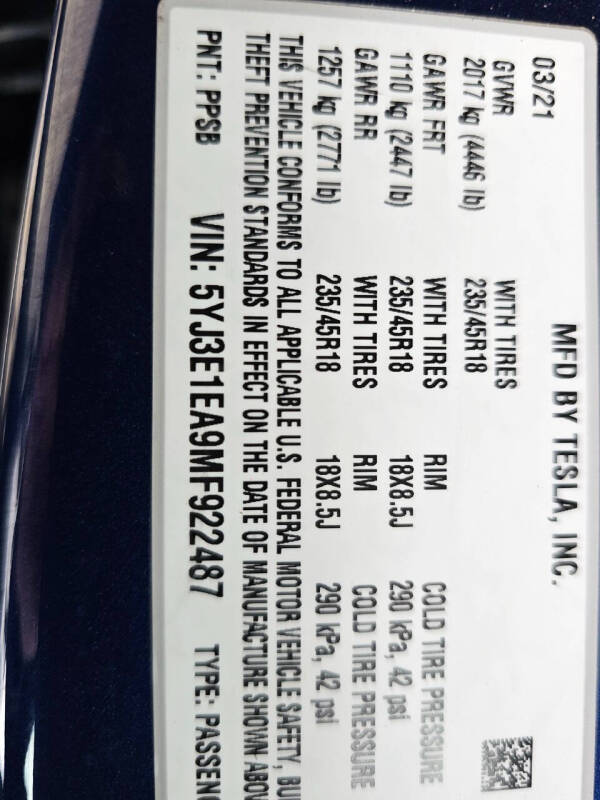 MFD BY TESLA, INC.
03/21
GVWR WITH TIRES
2017 kg (4446 lb) 235/45R18
GAWR FRT WITH TIRES RIM COLD TIRE PRESSURE
1110 kg (2447 lb) 235/45R18 18X8.5J 290 kPa, 42 psi
GAWR RR WITH TIRES RIM COLD TIRE PRESSURE
1257 kg (2771 lb) 235/45R18 18X8.5J 290 kPa, 42 psi
THIS VEHICLE CONFORMS TO ALL APPLICABLE U.S. FEDERAL MOTOR VEHICLE SAFETY, BU
THEFT PREVENTION STANDARDS IN EFFECT ON THE DATE OF MANUFACTURE SHOWN ABOV
PNT: PPSB VIN: 5YJ3E1EA9MF922487 TYPE: PASSEN